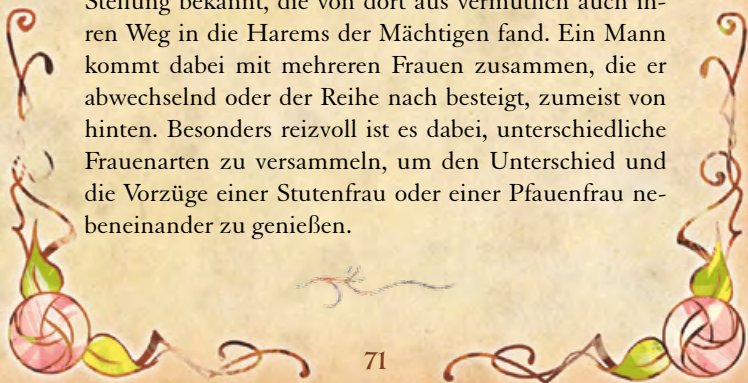 Stellung bekannt, die von dort aus vermutlich auch ih-
ren Weg in die Harems der Mächtigen fand. Ein Mann
kommt dabei mit mehreren Frauen zusammen, die er
abwechselnd oder der Reihe nach besteigt, zumeist von
hinten. Besonders reizvoll ist es dabei, unterschiedliche
Frauenarten zu versammeln, um den Unterschied und
die Vorzüge einer Stutenfrau oder einer Pfauenfrau ne-
beneinander zu genießen.
71